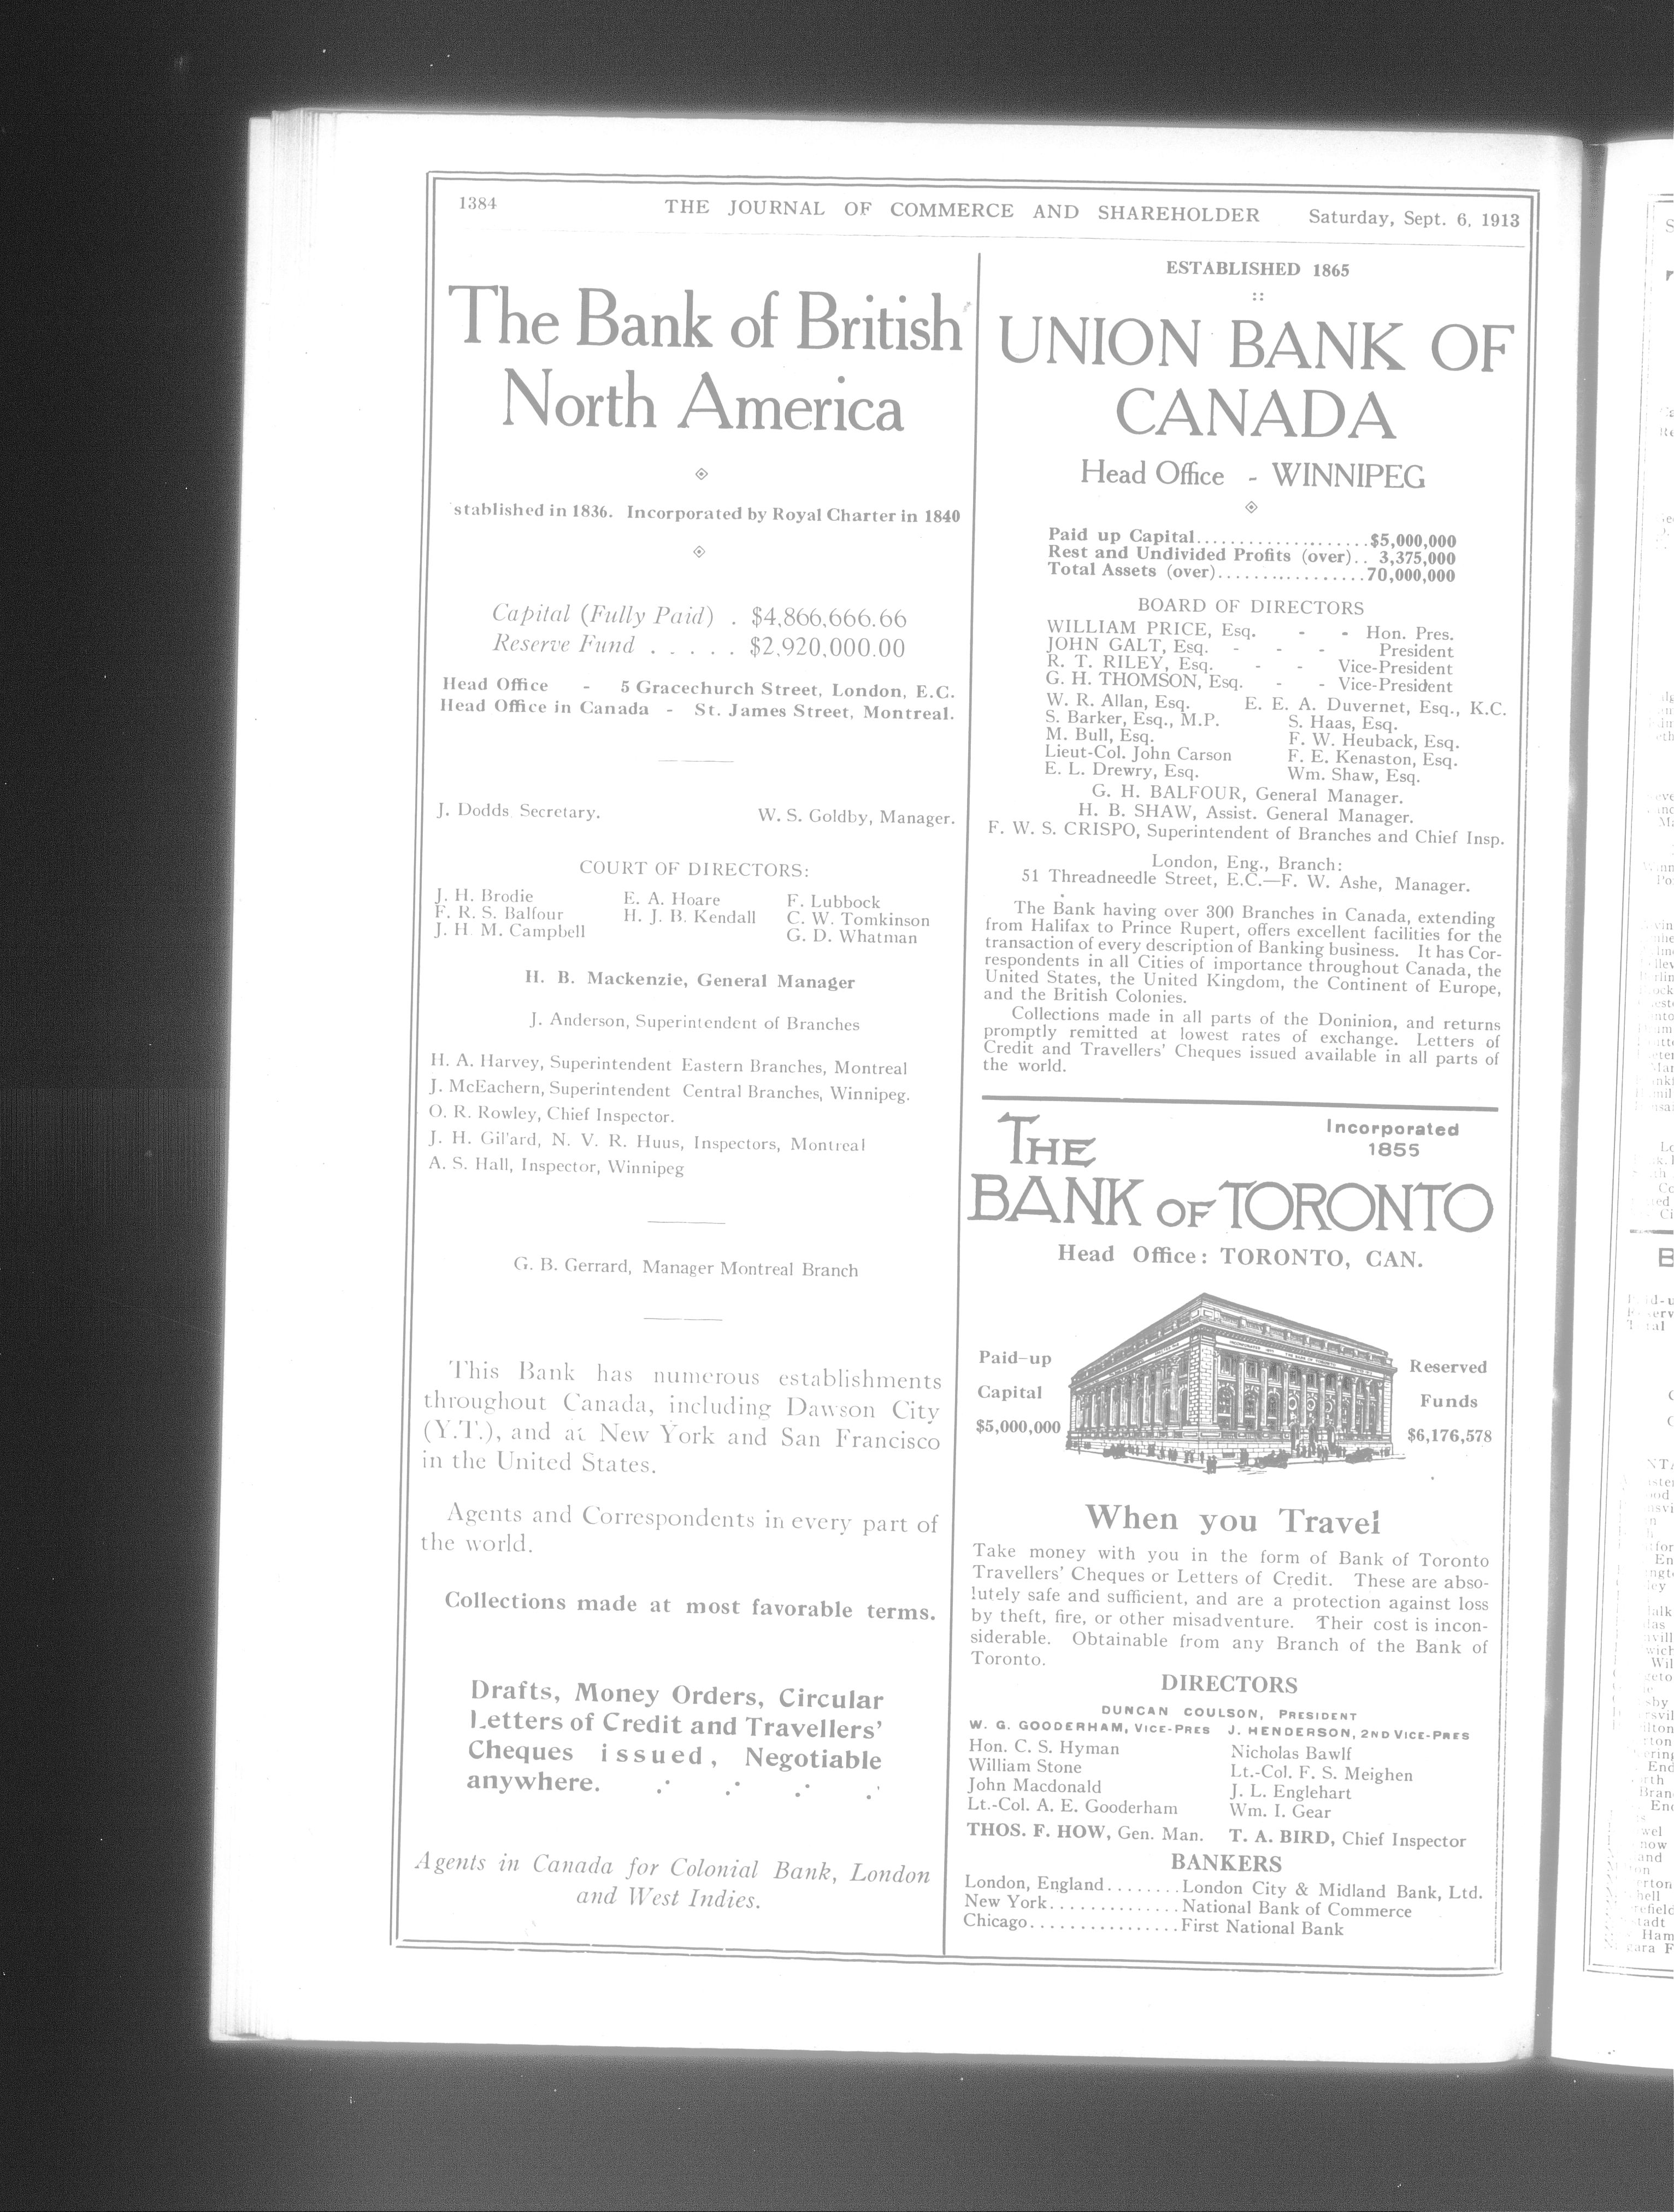 1384 THE JOURNAL OF COMMERCE AND SHAREHOLDER Saturday, Sept. 6, 1913
The Bank of British
North America
stablished in 1836. Incorporated by Royal Charter in 1840
Capital (Fully Paid) . $4,866,666.66
Reserve Fund . . . . . $2,920,000.00
Head Office - 5 Gracechurch Street, London, E.C.
Head Office in Canada - St. James Street, Montreal.
J. Dodds Secretary. W. S. Goldby, Manager.
COURT OF DIRECTORS:
J. H. Brodie E. A. Hoare F. Lubbock
F. R. S. Balfour H. J. B. Kendall C. W. Tomkinson
J. H. M. Campbell G. D. Whatman
H. B. Mackenzie, General Manager
J. Anderson, Superintendent of Branches
H. A. Harvey, Superintendent Eastern Branches, Montreal
J. McEachern, Superintendent Central Branches, Winnipeg.
O. R. Rowley, Chief Inspector.
J. H. Gil'ard, N. V. R. Huus, Inspectors, Montreal
A. S. Hall, Inspector, Winnipeg
G. B. Gerrard, Manager Montreal Branch
This Bank has numerous establishments
throughout Canada, including Dawson City
(Y.T.), and at New York and San Francisco
in the United States.
Agents and Correspondents in every part of
the world.
Collections made at most favorable terms.
Drafts, Money Orders, Circular
Letters of Credit and Travellers'
Cheques issued, Negotiable
anywhere.
Agents in Canada for Colonial Bank, London
and West Indies.
ESTABLISHED 1865
::
UNION BANK OF
CANADA
Head Office - WINNIPEG
Paid up Capital......................$5,000,000
Rest and Undivided Profits (over).. 3,375,000
Total Assets (over)..................70,000,000
BOARD OF DIRECTORS
WILLIAM PRICE, Esq. - - Hon. Pres.
JOHN GALT, Esq. - - - President
R. T. RILEY, Esq. - - Vice-President
G. H. THOMSON, Esq. - - Vice-President
W. R. Allan, Esq. E. E. A. Duvernet, Esq., K.C.
S. Barker, Esq., M.P. S. Haas, Esq.
M. Bull, Esq. F. W. Heuback, Esq.
Lieut-Col. John Carson F. E. Kenaston, Esq.
E. L. Drewry, Esq. Wm. Shaw, Esq.
G. H. BALFOUR, General Manager.
H. B. SHAW, Assist. General Manager.
F. W. S. CRISPO, Superintendent of Branches and Chief Insp.
London, Eng., Branch:
51 Threadneedle Street, E.C.—F. W. Ashe, Manager.
The Bank having over 300 Branches in Canada, extending
from Halifax to Prince Rupert, offers excellent facilities for the
transaction of every description of Banking business. It has Cor-
respondents in all Cities of importance throughout Canada, the
United States, the United Kingdom, the Continent of Europe,
and the British Colonies.
Collections made in all parts of the Doninion, and returns
promptly remitted at lowest rates of exchange. Letters of
Credit and Travellers' Cheques issued available in all parts of
the world.
THE Incorporated
1855
BANK OF TORONTO
Head Office: TORONTO, CAN.
Paid-up Reserved
Capital Funds
$5,000,000 $6,176,578
When you Travel
Take money with you in the form of Bank of Toronto
Travellers' Cheques or Letters of Credit. These are abso-
lutely safe and sufficient, and are a protection against loss
by theft, fire, or other misadventure. Their cost is incon-
siderable. Obtainable from any Branch of the Bank of
Toronto.
DIRECTORS
DUNCAN COULSON, PRESIDENT
W. G. GOODERHAM, VICE-PRES J. HENDERSON, 2ND VICE-PRES
Hon. C. S. Hyman Nicholas Bawlf
William Stone Lt.-Col. F. S. Meighen
John Macdonald J. L. Englehart
Lt.-Col. A. E. Gooderham Wm. I. Gear
THOS. F. HOW, Gen. Man. T. A. BIRD, Chief Inspector
BANKERS
London, England........London City & Midland Bank, Ltd.
New York..............National Bank of Commerce
Chicago................First National Bank